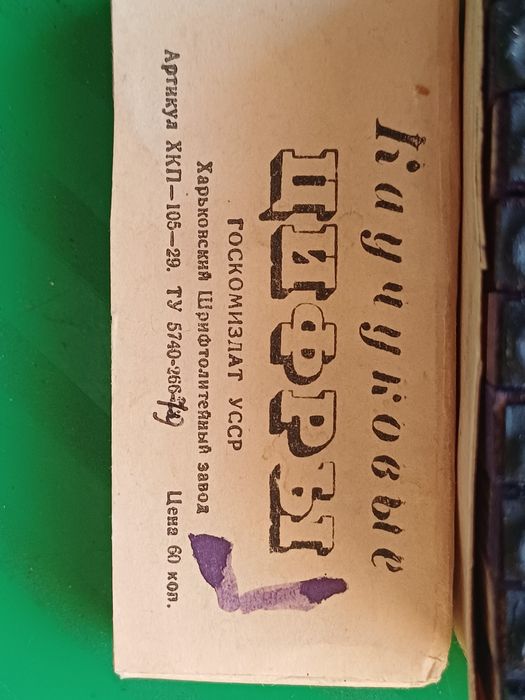 Каучуковые
ЦИФРЫ
ГОСКОМИЗДАТ УССР
Харьковский Шрифтолитейный завод
Артикул ХКП—105—29. ТУ 5740-266-79 Цена 60 коп.